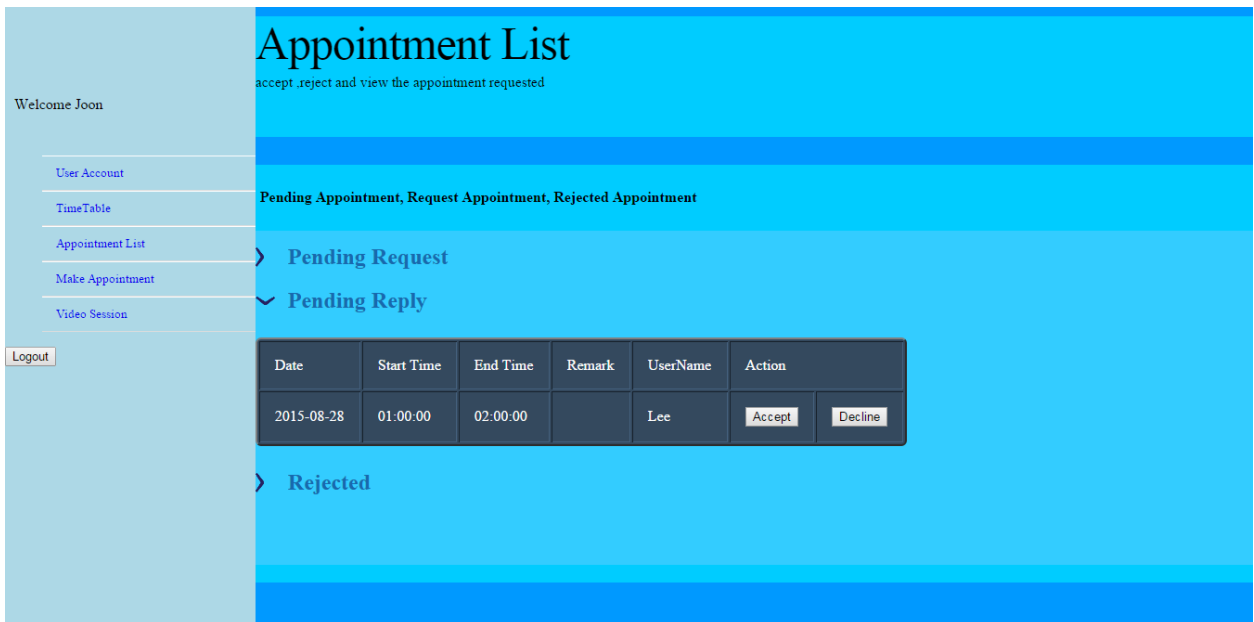 Appointment List
accept ,reject and view the appointment requested
Welcome Joon
User Account
TimeTable
Appointment List
Make Appointment
Video Session
Logout
Pending Appointment, Request Appointment, Rejected Appointment
Pending Request
Pending Reply
Date Start Time End Time Remark UserName Action
2015-08-28 01:00:00 02:00:00 Lee Accept Decline
Rejected